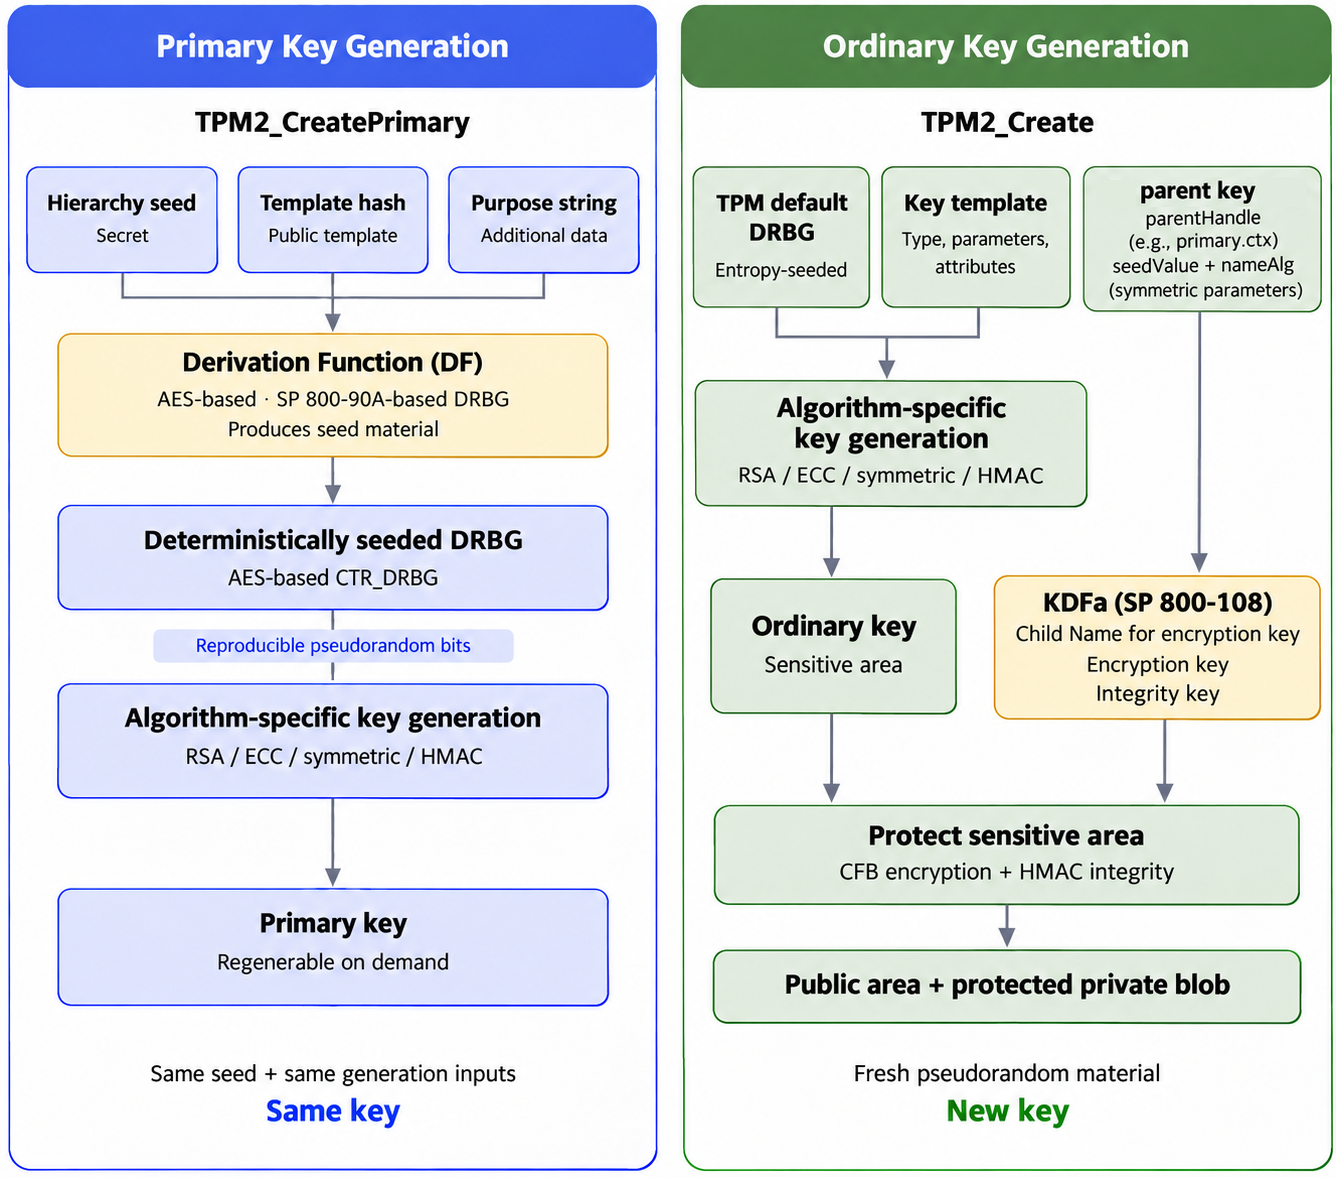 Primary Key Generation
TPM2_CreatePrimary
Hierarchy seed
Secret
Template hash
Public template
Purpose string
Additional data
Derivation Function (DF)
AES-based · SP 800-90A-based DRBG
Produces seed material
Deterministically seeded DRBG
AES-based CTR_DRBG
Reproducible pseudorandom bits
Algorithm-specific key generation
RSA / ECC / symmetric / HMAC
Primary key
Regenerable on demand
Same seed + same generation inputs
Same key
Ordinary Key Generation
TPM2_Create
TPM default
DRBG
Entropy-seeded
Key template
Type, parameters,
attributes
parent key
parentHandle
(e.g., primary.ctx)
seedValue + nameAlg
(symmetric parameters)
Algorithm-specific
key generation
RSA / ECC / symmetric / HMAC
Ordinary key
Sensitive area
KDFa (SP 800-108)
Child Name for encryption key
Encryption key
Integrity key
Protect sensitive area
CFB encryption + HMAC integrity
Public area + protected private blob
Fresh pseudorandom material
New key